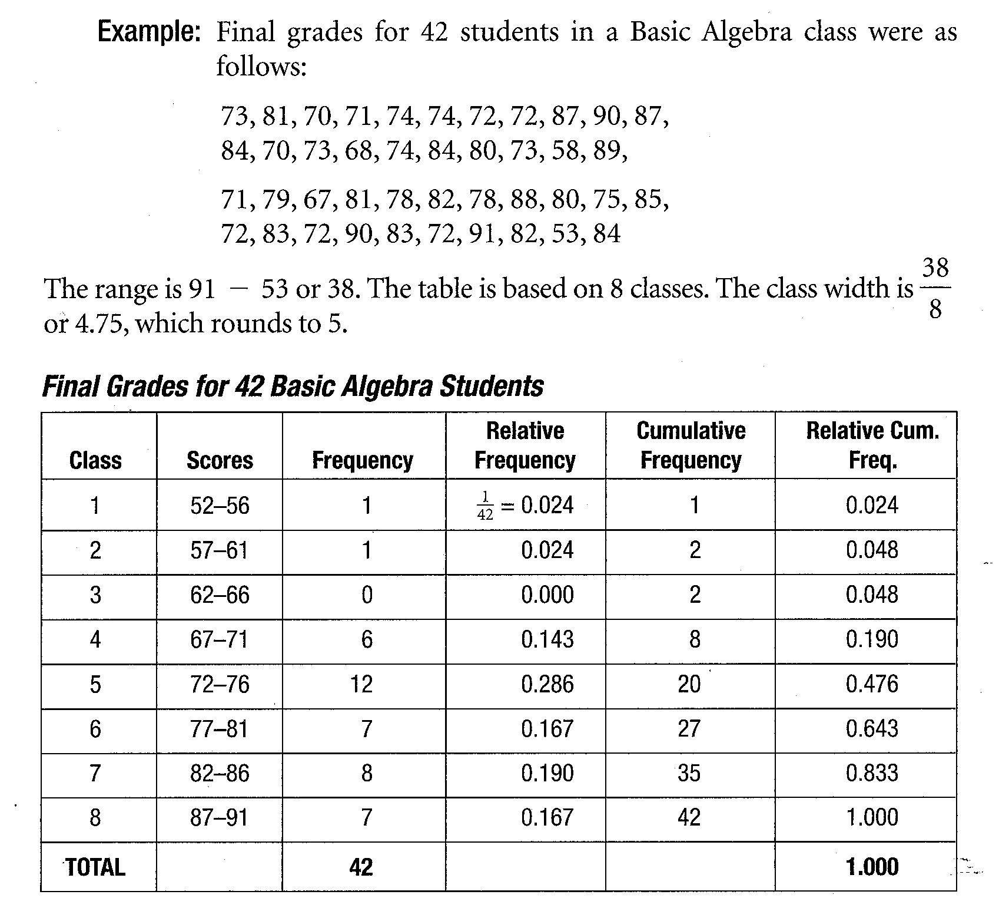 Example: Final grades for 42 students in a Basic Algebra class were as
follows:
73, 81, 70, 71, 74, 74, 72, 72, 87, 90, 87,
84, 70, 73, 68, 74, 84, 80, 73, 58, 89,
71, 79, 67, 81, 78, 82, 78, 88, 80, 75, 85,
72, 83, 72, 90, 83, 72, 91, 82, 53, 84
The range is 91 − 53 or 38. The table is based on 8 classes. The class width is 38/8
or 4.75, which rounds to 5.
Final Grades for 42 Basic Algebra Students
Class Scores Frequency Relative Frequency Cumulative Frequency Relative Cum. Freq.
1 52–56 1 1/42 = 0.024 1 0.024
2 57–61 1 0.024 2 0.048
3 62–66 0 0.000 2 0.048
4 67–71 6 0.143 8 0.190
5 72–76 12 0.286 20 0.476
6 77–81 7 0.167 27 0.643
7 82–86 8 0.190 35 0.833
8 87–91 7 0.167 42 1.000
TOTAL 42 1.000